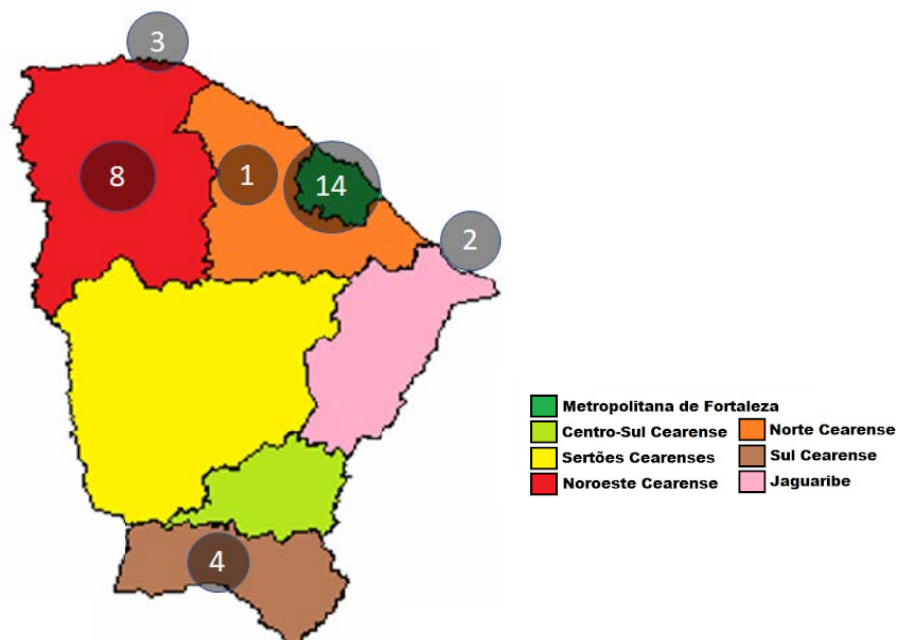 3
8
1
14
2
4
Metropolitana de Fortaleza
Centro-Sul Cearense
Norte Cearense
Sertões Cearenses
Sul Cearense
Noroeste Cearense
Jaguaribe